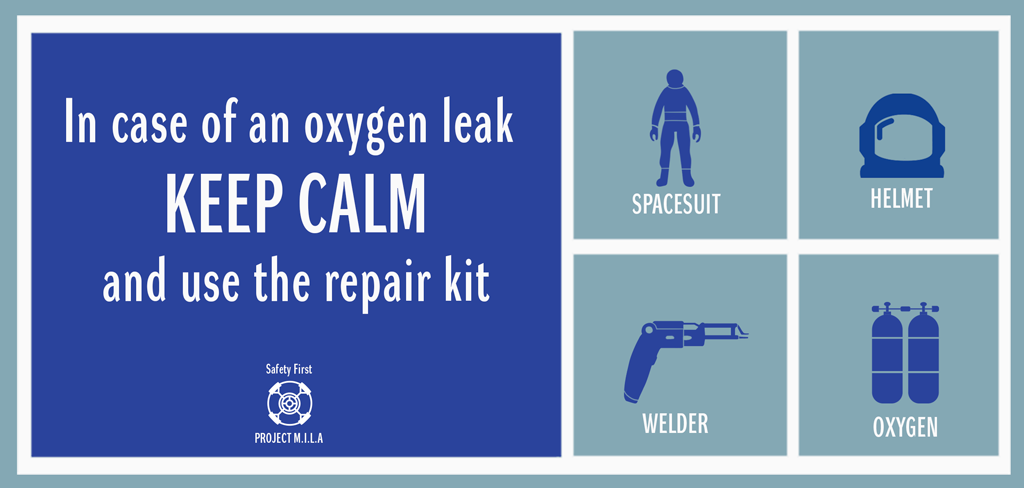 In case of an oxygen leak
KEEP CALM
and use the repair kit
Safety First
PROJECT M.I.L.A
SPACESUIT
HELMET
WELDER
OXYGEN